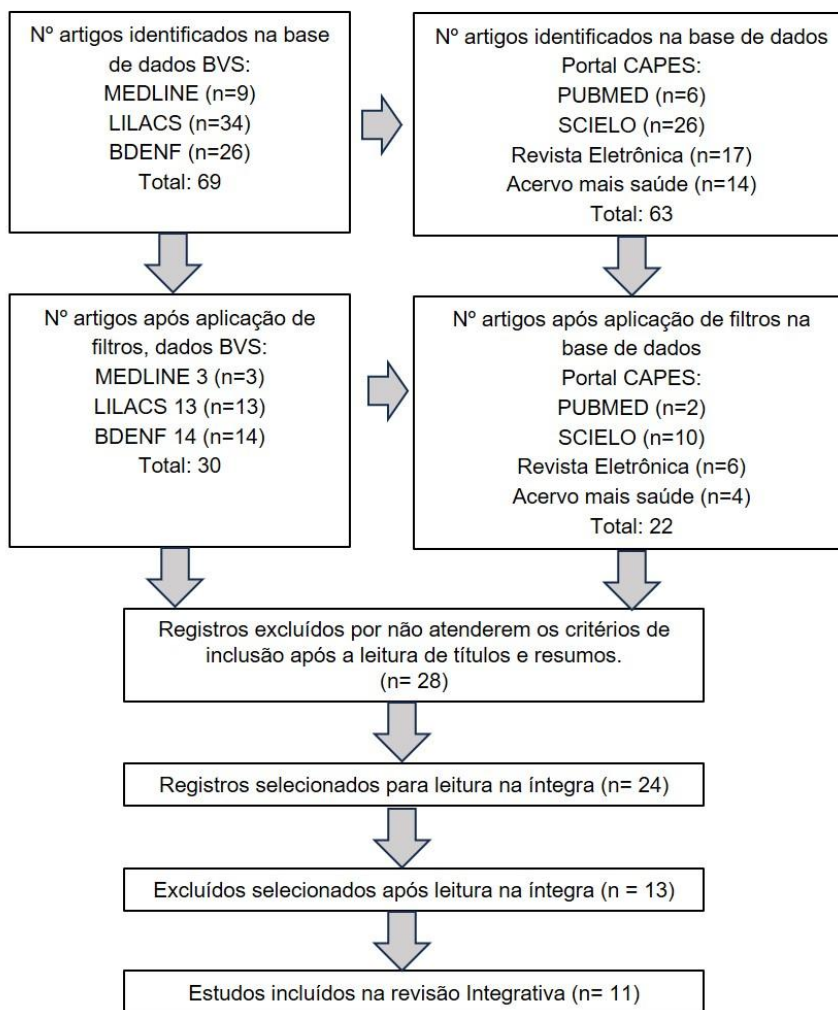 Nº artigos identificados na base
de dados BVS:
MEDLINE (n=9)
LILACS (n=34)
BDENF (n=26)
Total: 69
Nº artigos identificados na base de dados
Portal CAPES:
PUBMED (n=6)
SCIELO (n=26)
Revista Eletrônica (n=17)
Acervo mais saúde (n=14)
Total: 63
Nº artigos após aplicação de
filtros, dados BVS:
MEDLINE 3 (n=3)
LILACS 13 (n=13)
BDENF 14 (n=14)
Total: 30
Nº artigos após aplicação de filtros na
base de dados
Portal CAPES:
PUBMED (n=2)
SCIELO (n=10)
Revista Eletrônica (n=6)
Acervo mais saúde (n=4)
Total: 22
Registros excluídos por não atenderem os critérios de
inclusão após a leitura de títulos e resumos.
(n= 28)
Registros selecionados para leitura na íntegra (n= 24)
Excluídos selecionados após leitura na íntegra (n = 13)
Estudos incluídos na revisão Integrativa (n= 11)